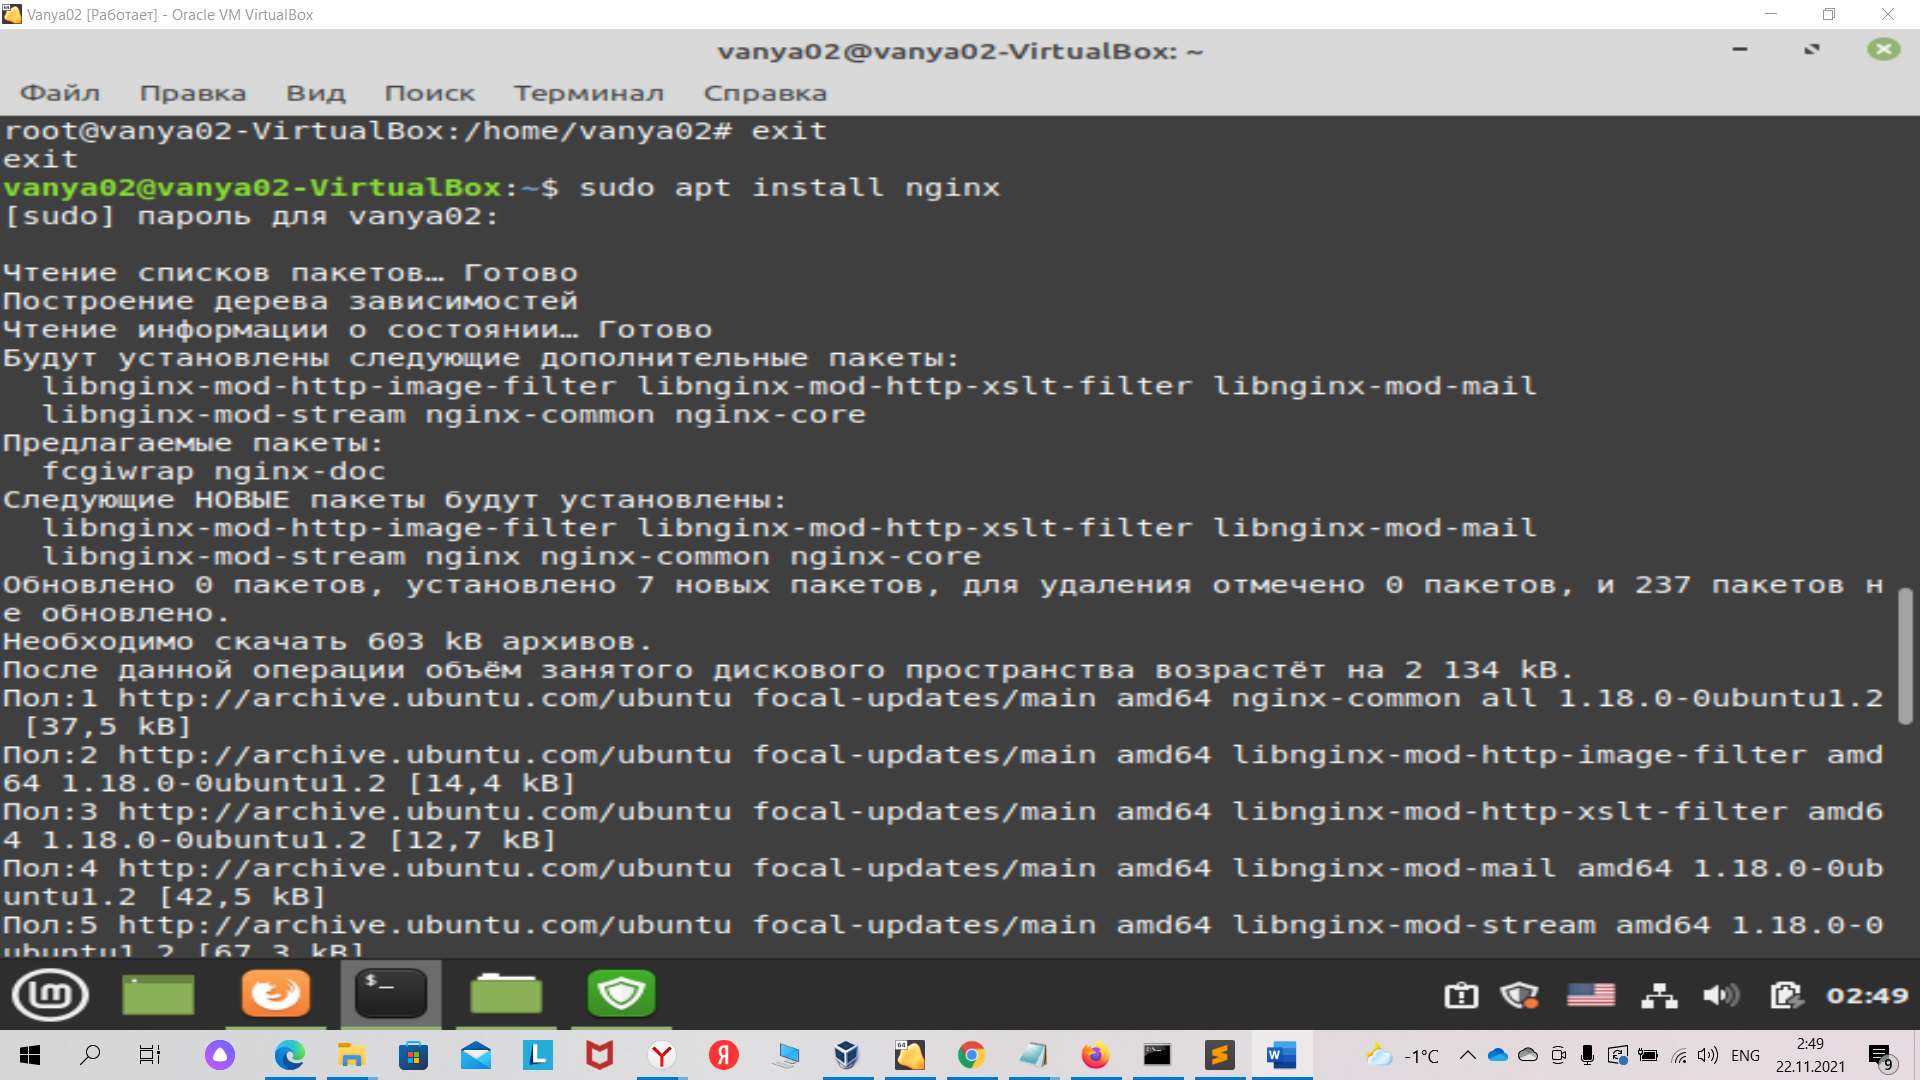 Vanya02 [Работает] - Oracle VM VirtualBox
vanya02@vanya02-VirtualBox: ~
Файл Правка Вид Поиск Терминал Справка
root@vanya02-VirtualBox:/home/vanya02# exit
exit
vanya02@vanya02-VirtualBox:~$ sudo apt install nginx
[sudo] пароль для vanya02:
Чтение списков пакетов… Готово
Построение дерева зависимостей
Чтение информации о состоянии… Готово
Будут установлены следующие дополнительные пакеты:
libnginx-mod-http-image-filter libnginx-mod-http-xslt-filter libnginx-mod-mail
libnginx-mod-stream nginx-common nginx-core
Предлагаемые пакеты:
fcgiwrap nginx-doc
Следующие НОВЫЕ пакеты будут установлены:
libnginx-mod-http-image-filter libnginx-mod-http-xslt-filter libnginx-mod-mail
libnginx-mod-stream nginx nginx-common nginx-core
Обновлено 0 пакетов, установлено 7 новых пакетов, для удаления отмечено 0 пакетов, и 237 пакетов н
е обновлено.
Необходимо скачать 603 kB архивов.
После данной операции объём занятого дискового пространства возрастёт на 2 134 kB.
Пол:1 http://archive.ubuntu.com/ubuntu focal-updates/main amd64 nginx-common all 1.18.0-0ubuntu1.2
[37,5 kB]
Пол:2 http://archive.ubuntu.com/ubuntu focal-updates/main amd64 libnginx-mod-http-image-filter amd
64 1.18.0-0ubuntu1.2 [14,4 kB]
Пол:3 http://archive.ubuntu.com/ubuntu focal-updates/main amd64 libnginx-mod-http-xslt-filter amd6
4 1.18.0-0ubuntu1.2 [12,7 kB]
Пол:4 http://archive.ubuntu.com/ubuntu focal-updates/main amd64 libnginx-mod-mail amd64 1.18.0-0ub
untu1.2 [42,5 kB]
Пол:5 http://archive.ubuntu.com/ubuntu focal-updates/main amd64 libnginx-mod-stream amd64 1.18.0-0
ubuntu1.2 [67,3 kB]
02:49
-1°C ENG 2:49
22.11.2021
9